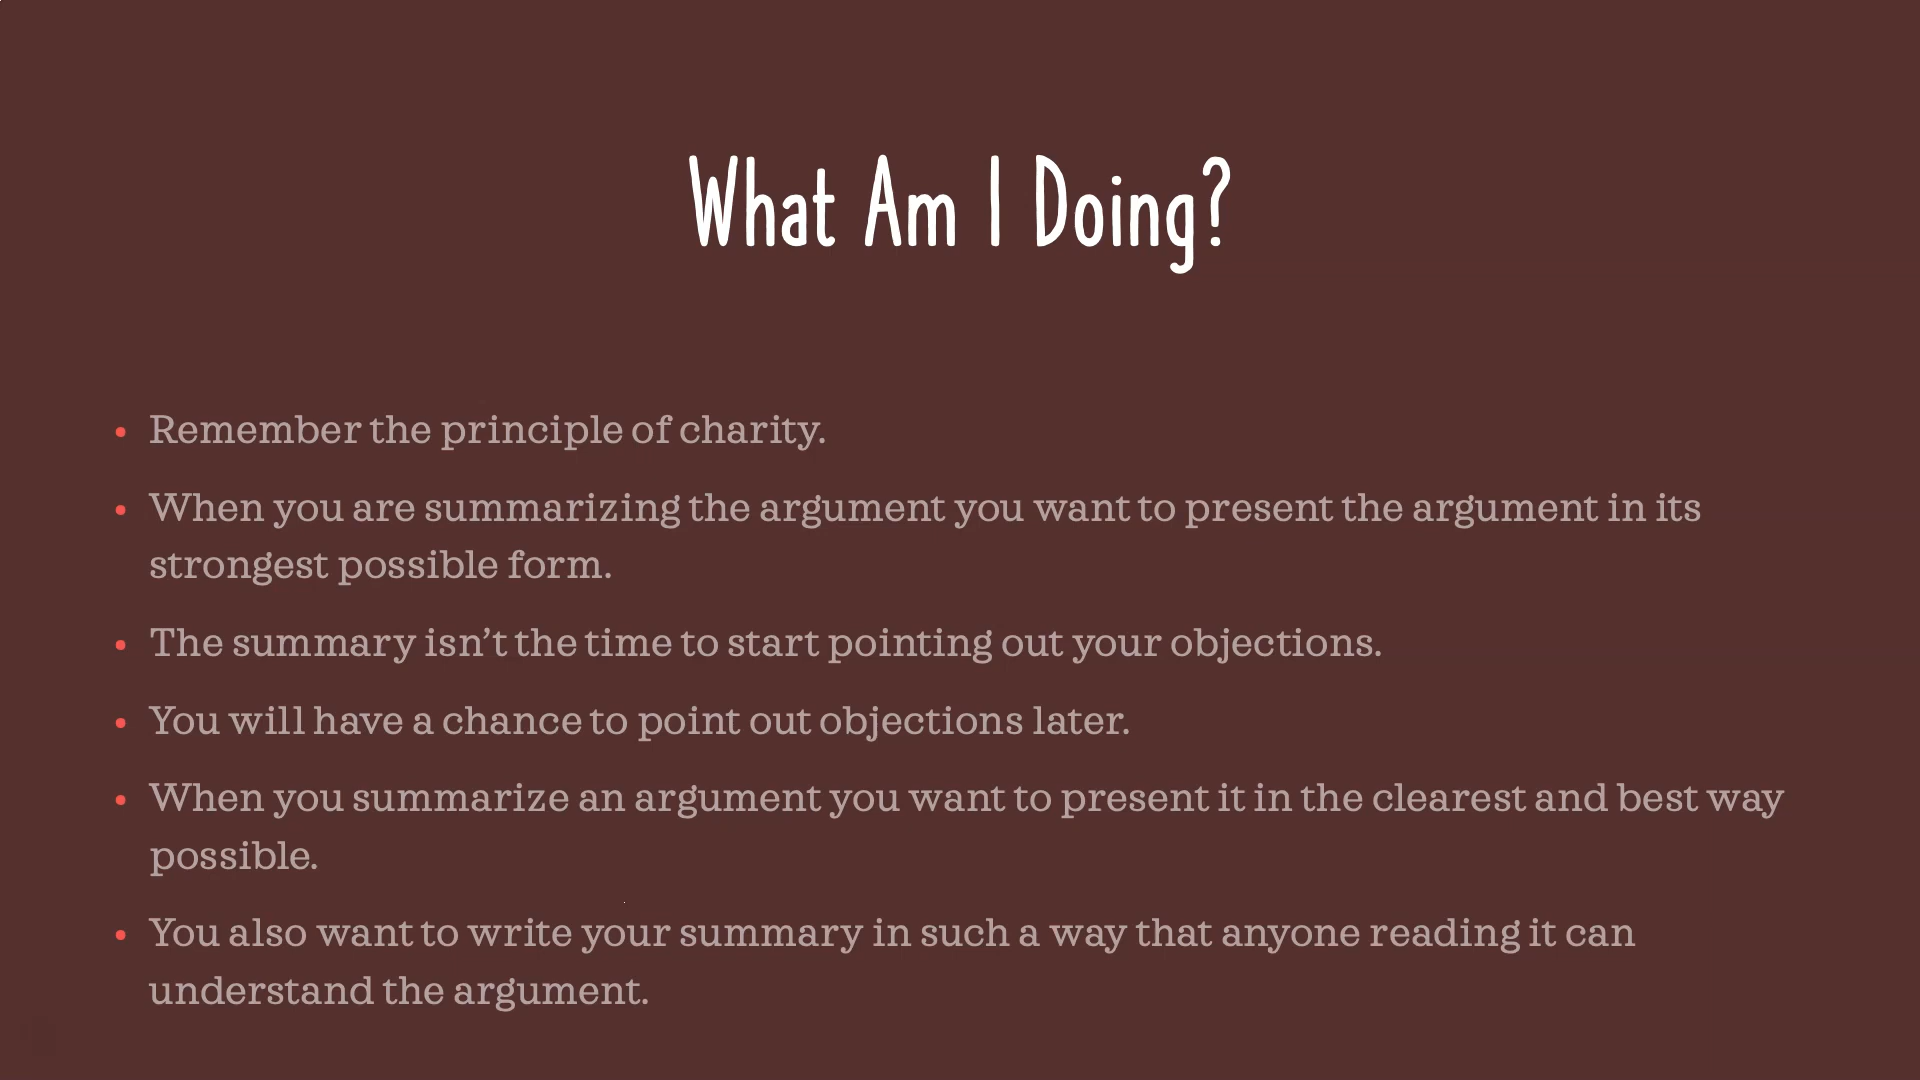 What Am I Doing?
• Remember the principle of charity.
• When you are summarizing the argument you want to present the argument in its
strongest possible form.
• The summary isn’t the time to start pointing out your objections.
• You will have a chance to point out objections later.
• When you summarize an argument you want to present it in the clearest and best way
possible.
• You also want to write your summary in such a way that anyone reading it can
understand the argument.